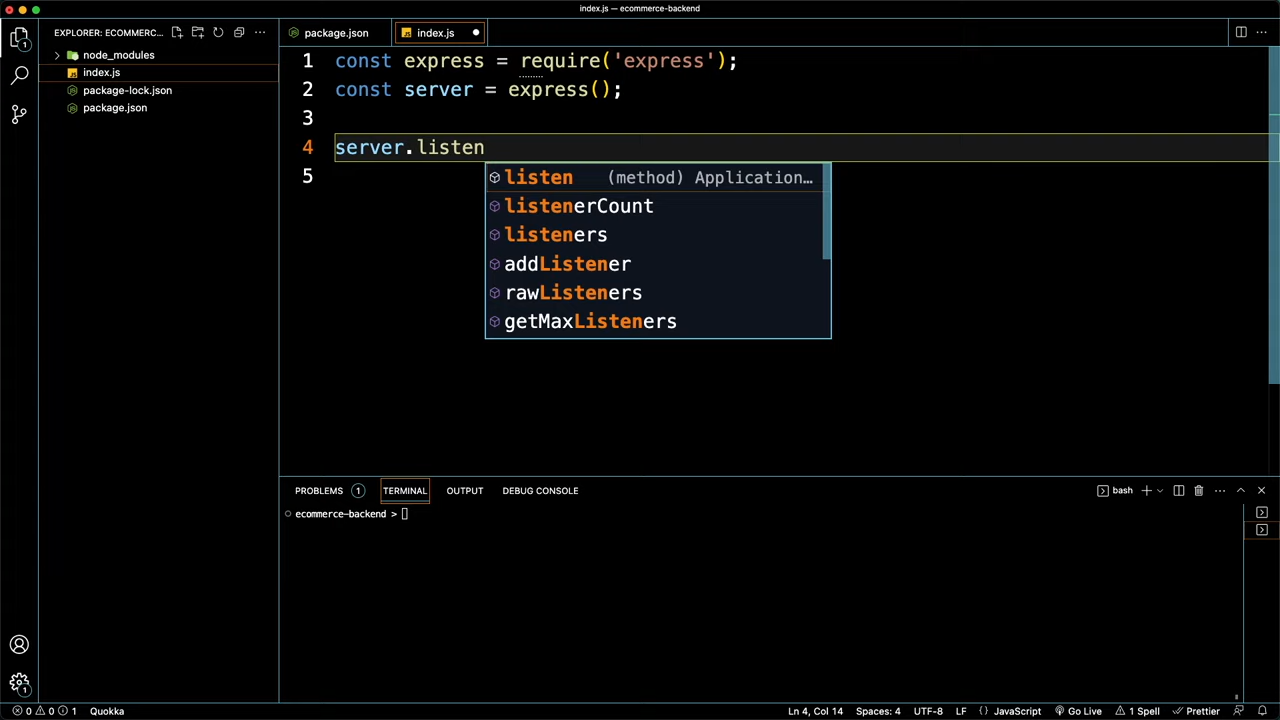 index.js — ecommerce-backend
EXPLORER: ECOMMERC...
node_modules
index.js
package-lock.json
package.json
package.json
index.js
1 const express = require('express');
2 const server = express();
3
4 server.listen
5
listen (method) Application…
listenerCount
listeners
addListener
rawListeners
getMaxListeners
PROBLEMS 1 TERMINAL OUTPUT DEBUG CONSOLE
bash
ecommerce-backend >
1
1
0 0 1 Quokka
Ln 4, Col 14 Spaces: 4 UTF-8 LF {} JavaScript Go Live 1 Spell Prettier